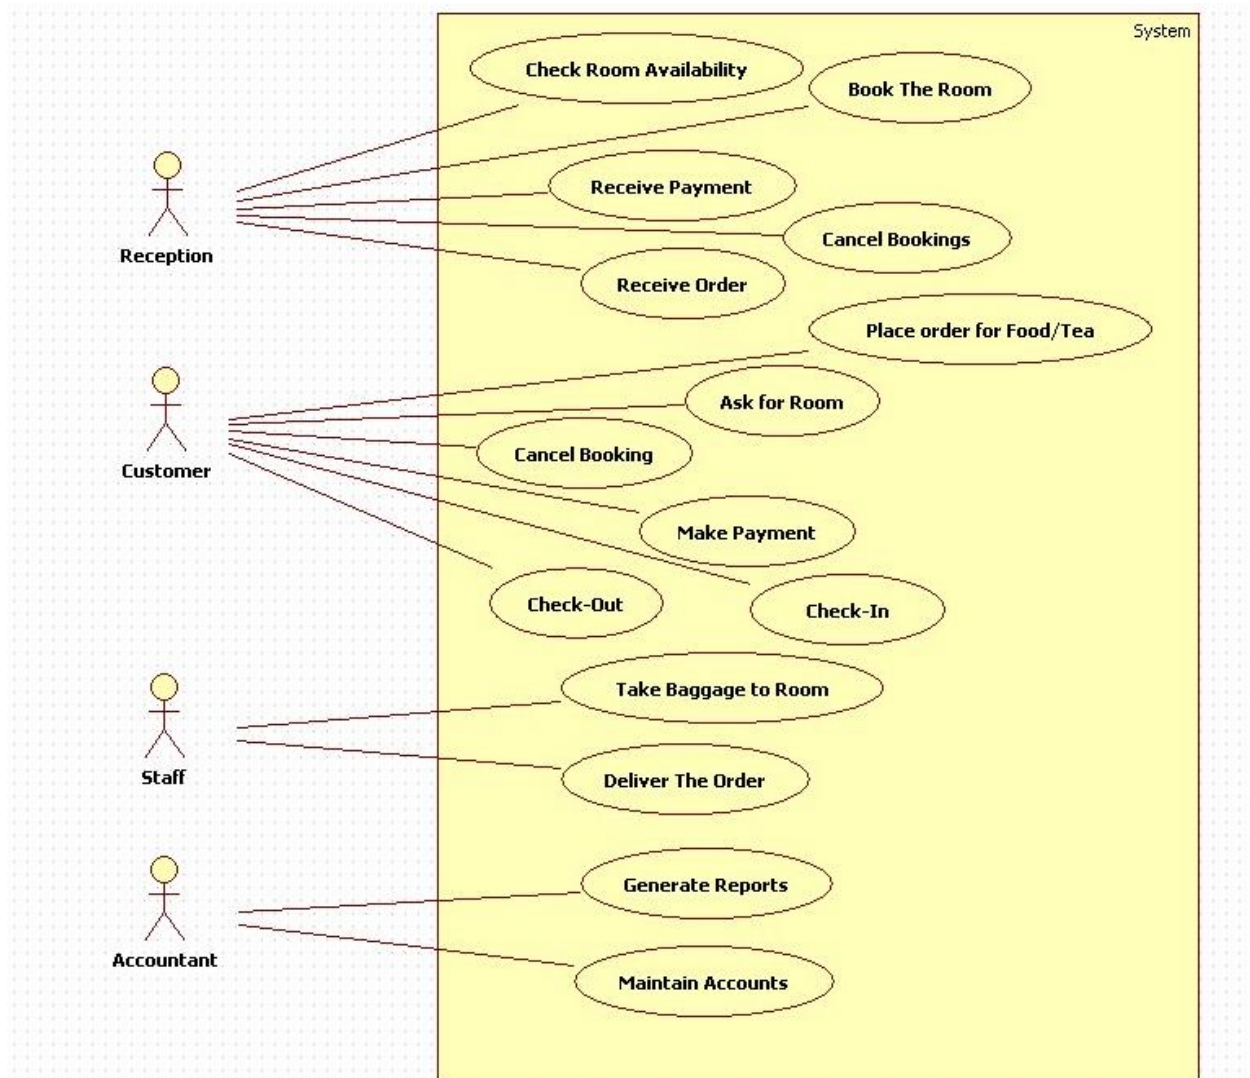 System
Check Room Availability
Book The Room
Receive Payment
Reception
Cancel Bookings
Receive Order
Place order for Food/Tea
Ask for Room
Customer
Cancel Booking
Make Payment
Check-Out
Check-In
Take Baggage to Room
Staff
Deliver The Order
Generate Reports
Accountant
Maintain Accounts